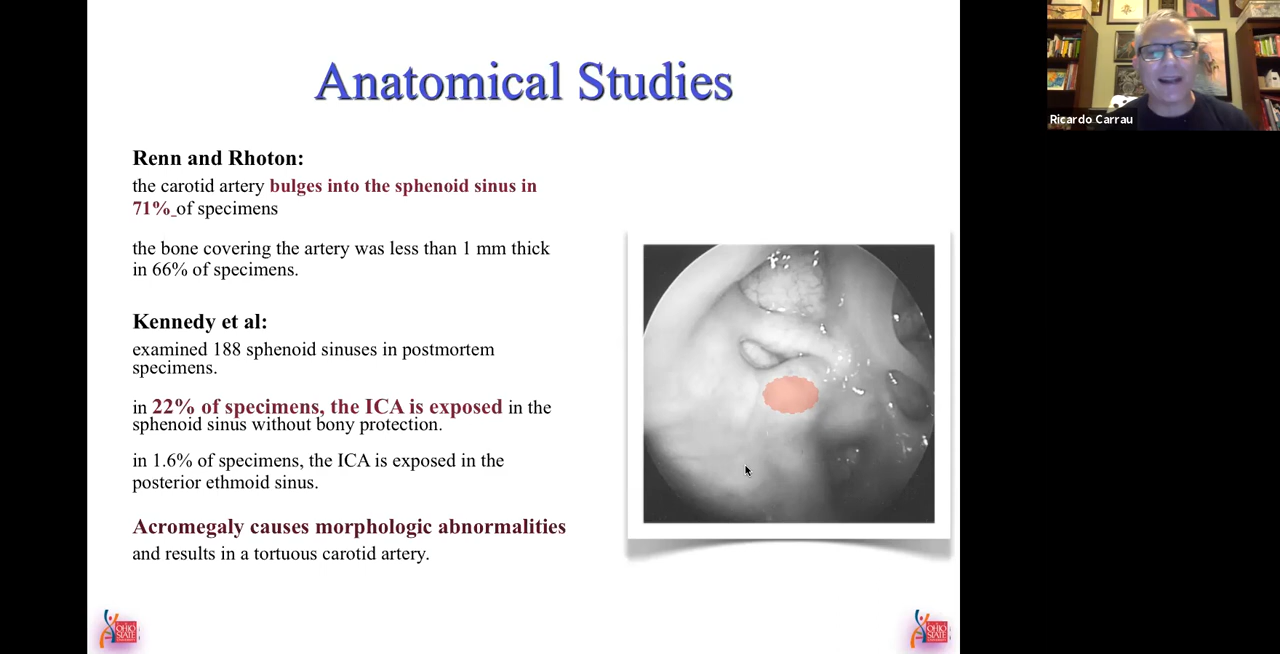 Anatomical Studies
Ricardo Carrau
Renn and Rhoton:
the carotid artery bulges into the sphenoid sinus in
71% of specimens
the bone covering the artery was less than 1 mm thick
in 66% of specimens.
Kennedy et al:
examined 188 sphenoid sinuses in postmortem
specimens.
in 22% of specimens, the ICA is exposed in the
sphenoid sinus without bony protection.
in 1.6% of specimens, the ICA is exposed in the
posterior ethmoid sinus.
Acromegaly causes morphologic abnormalities
and results in a tortuous carotid artery.
OHIO
STATE
OHIO
STATE